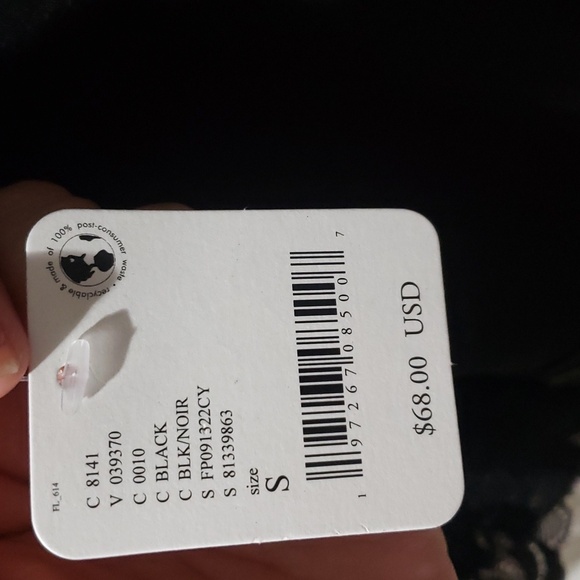 100% post-consumer waste • recyclable & made of
FL_614
C 8141
V 039370
C 0010
C BLACK
C BLK/NOIR
S FP091322CY
S 81339863
size
S
1 97267 08500 7
$68.00 USD